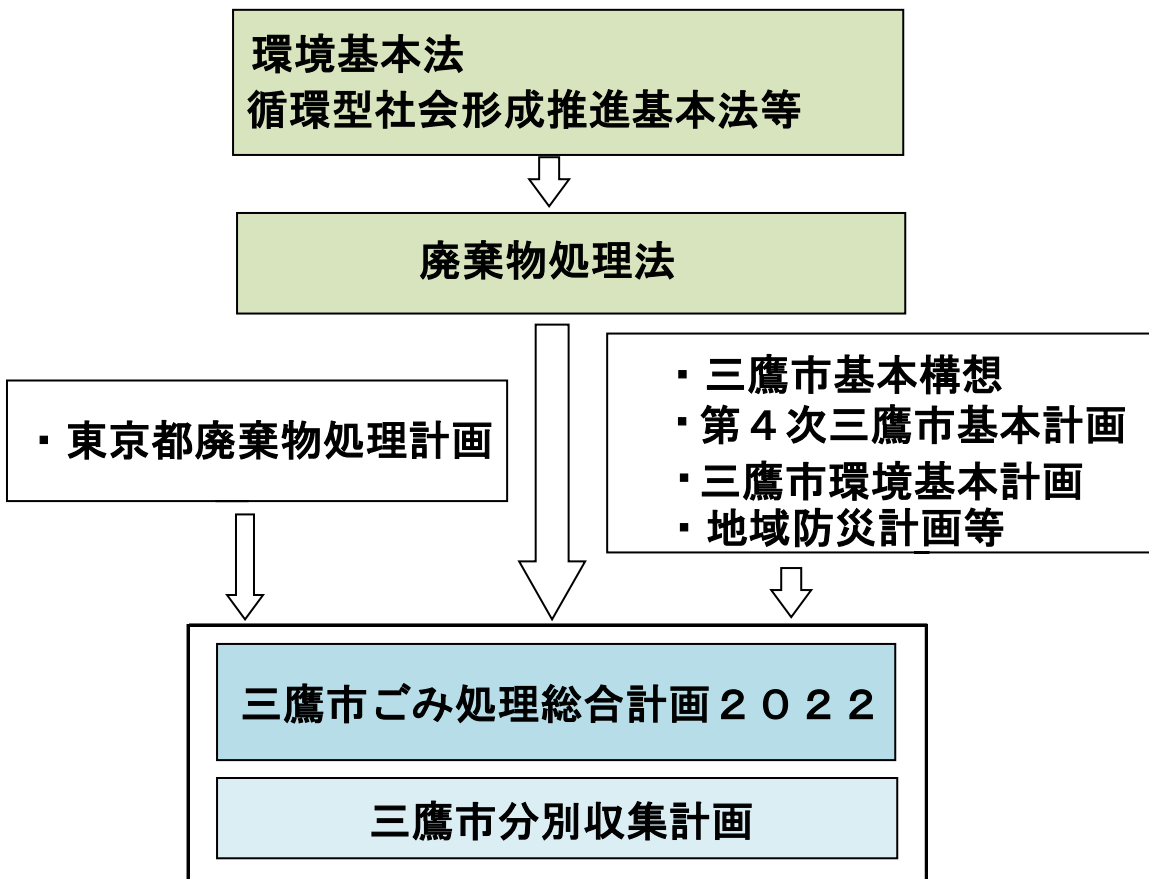 環境基本法
循環型社会形成推進基本法等
廃棄物処理法
・東京都廃棄物処理計画
・三鷹市基本構想
・第４次三鷹市基本計画
・三鷹市環境基本計画
・地域防災計画等
三鷹市ごみ処理総合計画２０２２
三鷹市分別収集計画